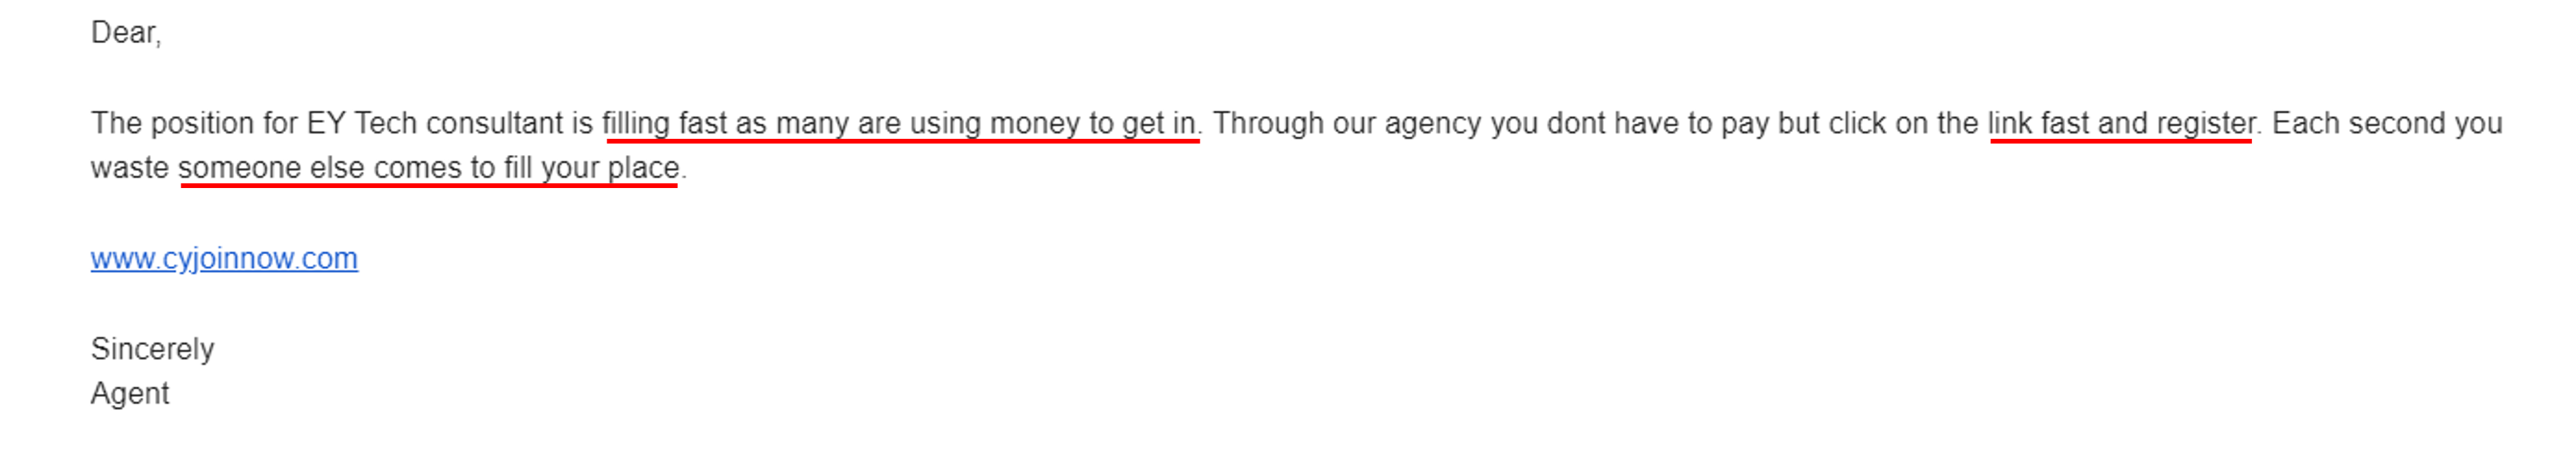 Dear,
The position for EY Tech consultant is filling fast as many are using money to get in. Through our agency you dont have to pay but click on the link fast and register. Each second you
waste someone else comes to fill your place.
www.cyjoinnow.com
Sincerely
Agent